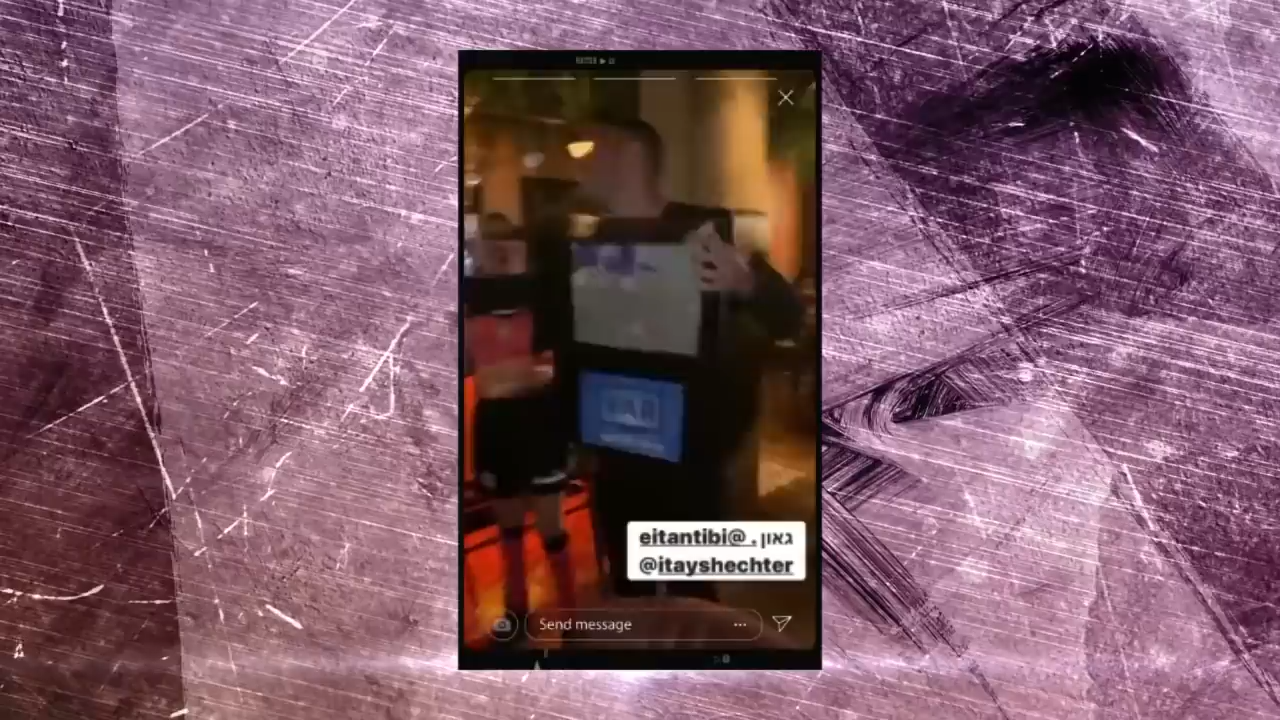 גאון . @eitantibi
@itayshechter
Send message